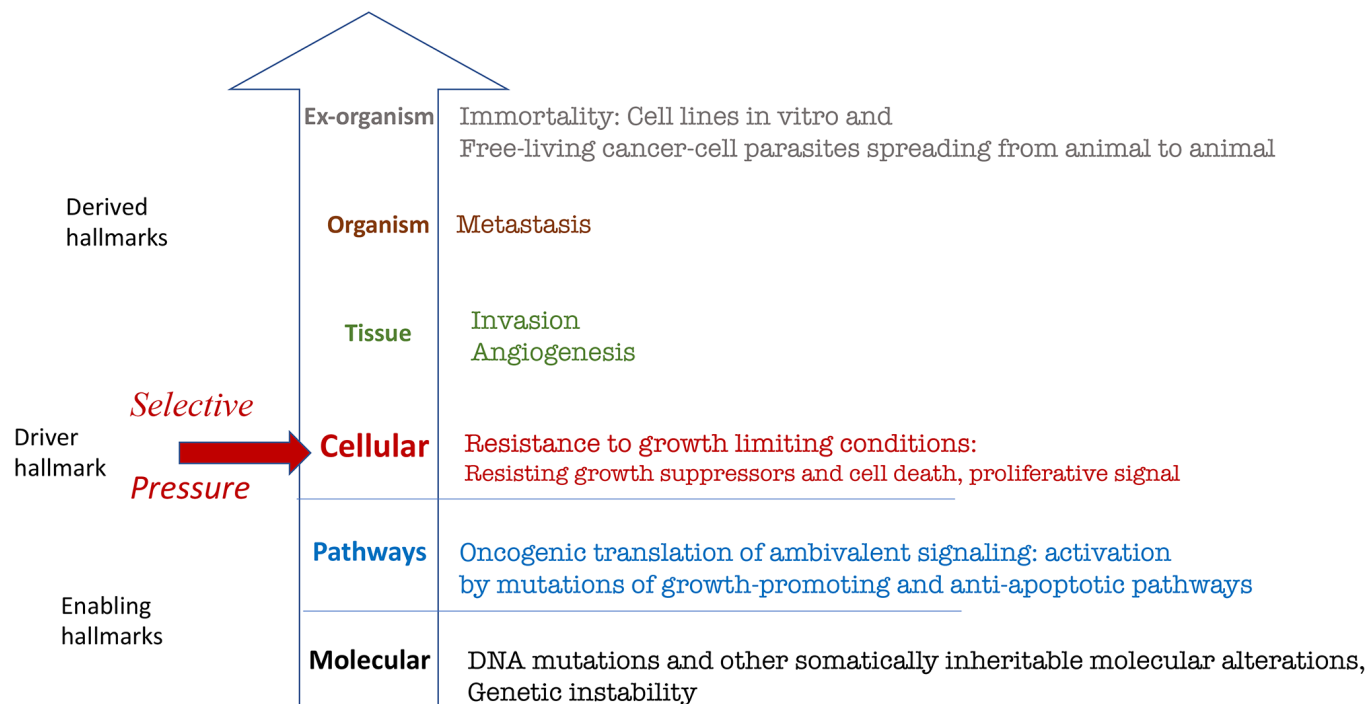 Ex-organism
Immortality: Cell lines in vitro and
Free-living cancer-cell parasites spreading from animal to animal
Derived
hallmarks
Organism
Metastasis
Tissue
Invasion
Angiogenesis
Selective
Driver
hallmark
Pressure
Cellular
Resistance to growth limiting conditions:
Resisting growth suppressors and cell death, proliferative signal
Pathways
Oncogenic translation of ambivalent signaling: activation
by mutations of growth-promoting and anti-apoptotic pathways
Enabling
hallmarks
Molecular
DNA mutations and other somatically inheritable molecular alterations,
Genetic instability